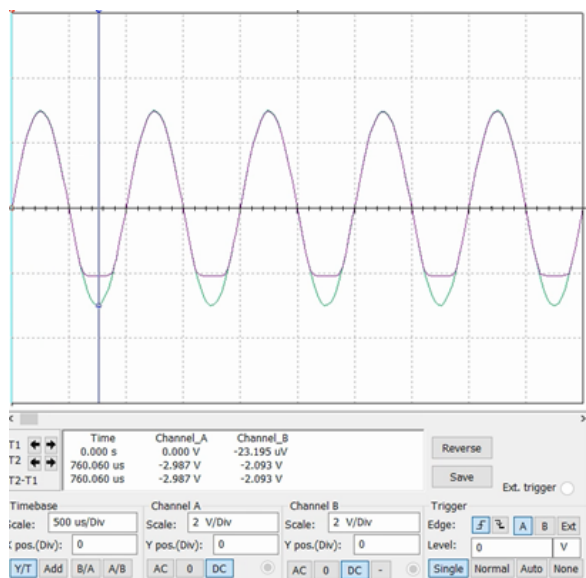 Time Channel_A Channel_B
T1 0.000 s 0.000 V -23.195 uV
T2 760.060 us -2.987 V -2.093 V
T2-T1 760.060 us -2.987 V -2.093 V
Reverse
Save
Ext. trigger
Timebase
Scale: 500 us/Div
X pos.(Div): 0
Y/T Add B/A A/B
Channel A
Scale: 2 V/Div
Y pos.(Div): 0
AC 0 DC
Channel B
Scale: 2 V/Div
Y pos.(Div): 0
AC 0 DC -
Trigger
Edge: A B Ext
Level: 0 V
Single Normal Auto None